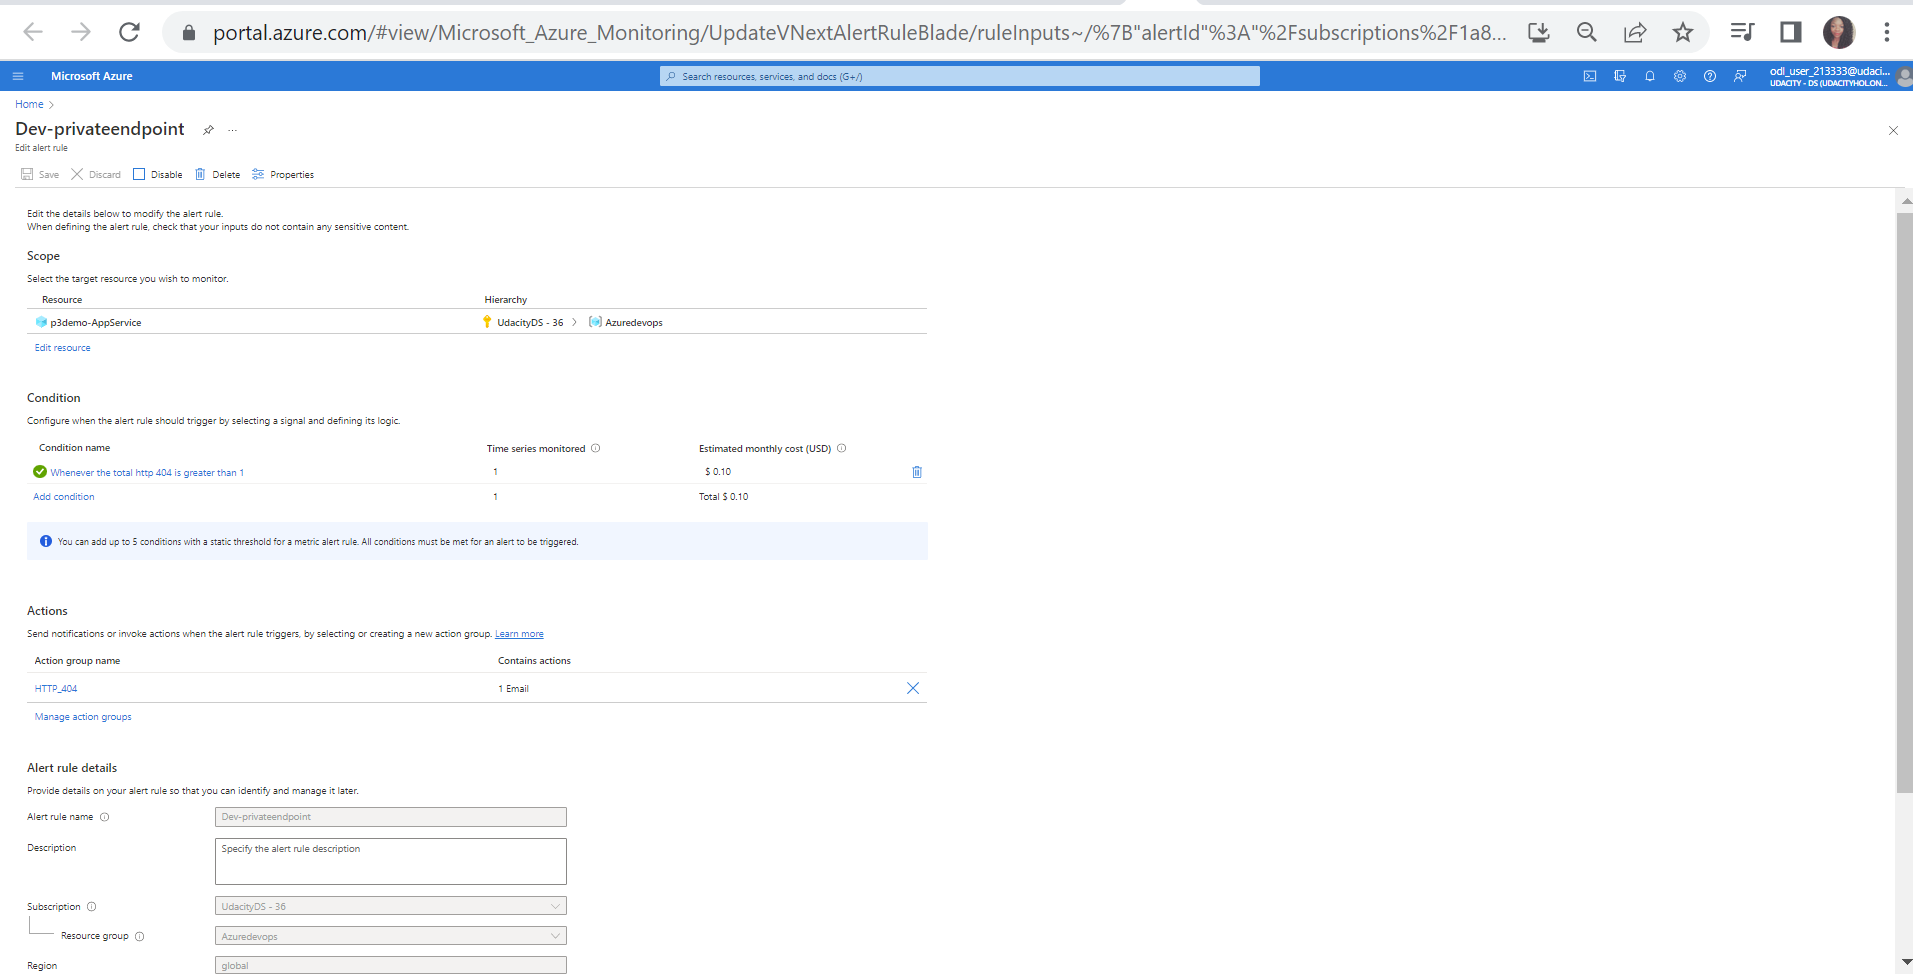 portal.azure.com/#view/Microsoft_Azure_Monitoring/UpdateVNextAlertRuleBlade/ruleInputs~/%7B"alertId"%3A"%2Fsubscriptions%2F1a8...
Microsoft Azure
Search resources, services, and docs (G+/)
odl_user_213333@udaci...
UDACITY - DS (UDACITYHOL.ON...
Home >
Dev-privateendpoint ...
Edit alert rule
Save Discard Disable Delete Properties
Edit the details below to modify the alert rule.
When defining the alert rule, check that your inputs do not contain any sensitive content.
Scope
Select the target resource you wish to monitor.
Resource Hierarchy
p3demo-AppService UdacityDS - 36 > Azuredevops
Edit resource
Condition
Configure when the alert rule should trigger by selecting a signal and defining its logic.
Condition name Time series monitored Estimated monthly cost (USD)
Whenever the total http 404 is greater than 1 1 $ 0.10
Add condition 1 Total $ 0.10
You can add up to 5 conditions with a static threshold for a metric alert rule. All conditions must be met for an alert to be triggered.
Actions
Send notifications or invoke actions when the alert rule triggers, by selecting or creating a new action group. Learn more
Action group name Contains actions
HTTP_404 1 Email
Manage action groups
Alert rule details
Provide details on your alert rule so that you can identify and manage it later.
Alert rule name Dev-privateendpoint
Description Specify the alert rule description
Subscription UdacityDS - 36
Resource group Azuredevops
Region global